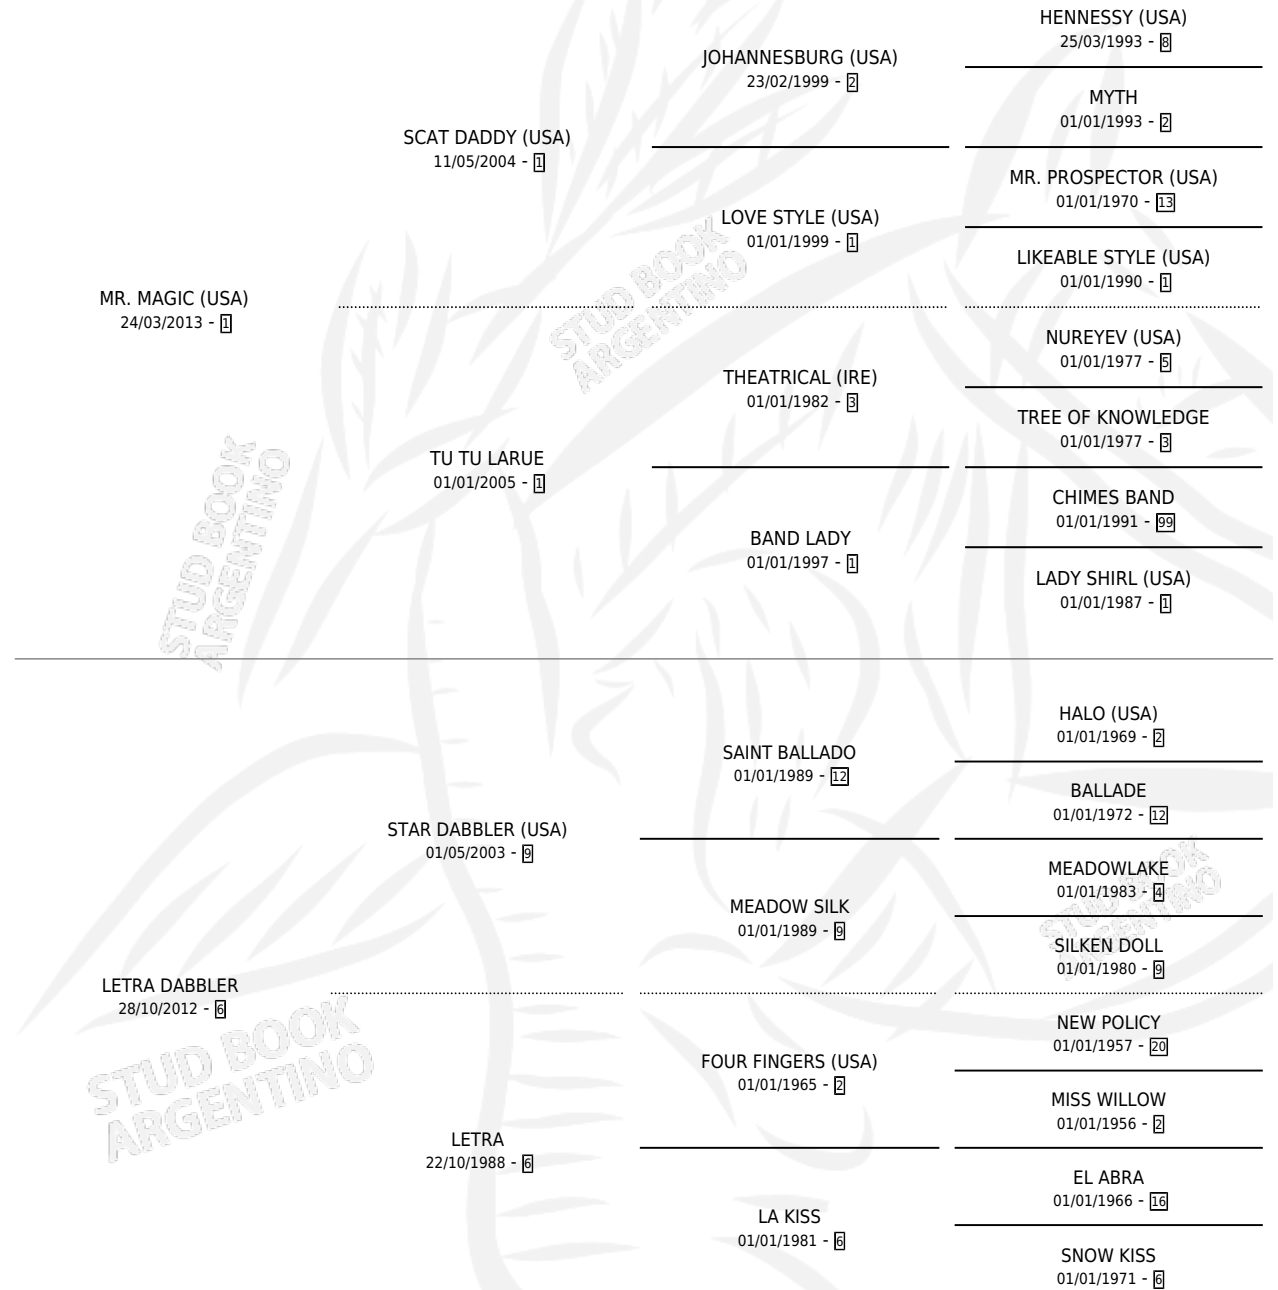 HENNESSY (USA)
25/03/1993 - 8
JOHANNESBURG (USA)
23/02/1999 - 2
MYTH
01/01/1993 - 2
SCAT DADDY (USA)
11/05/2004 - 1
MR. PROSPECTOR (USA)
01/01/1970 - 13
LOVE STYLE (USA)
01/01/1999 - 1
LIKEABLE STYLE (USA)
01/01/1990 - 1
MR. MAGIC (USA)
24/03/2013 - 1
NUREYEV (USA)
01/01/1977 - 5
THEATRICAL (IRE)
01/01/1982 - 3
TREE OF KNOWLEDGE
01/01/1977 - 3
TU TU LARUE
01/01/2005 - 1
CHIMES BAND
01/01/1991 - 99
BAND LADY
01/01/1997 - 1
LADY SHIRL (USA)
01/01/1987 - 1
STUD BOOK
ARGENTINO
STUD BOOK
ARGENTINO
HALO (USA)
01/01/1969 - 2
SAINT BALLADO
01/01/1989 - 12
BALLADE
01/01/1972 - 12
STAR DABBLER (USA)
01/05/2003 - 9
MEADOWLAKE
01/01/1983 - 4
MEADOW SILK
01/01/1989 - 9
SILKEN DOLL
01/01/1980 - 9
LETRA DABBLER
28/10/2012 - 6
NEW POLICY
01/01/1957 - 20
FOUR FINGERS (USA)
01/01/1965 - 2
MISS WILLOW
01/01/1956 - 2
LETRA
22/10/1988 - 6
EL ABRA
01/01/1966 - 16
LA KISS
01/01/1981 - 6
SNOW KISS
01/01/1971 - 6
STUD BOOK
ARGENTINO
STUD BOOK
ARGENTINO